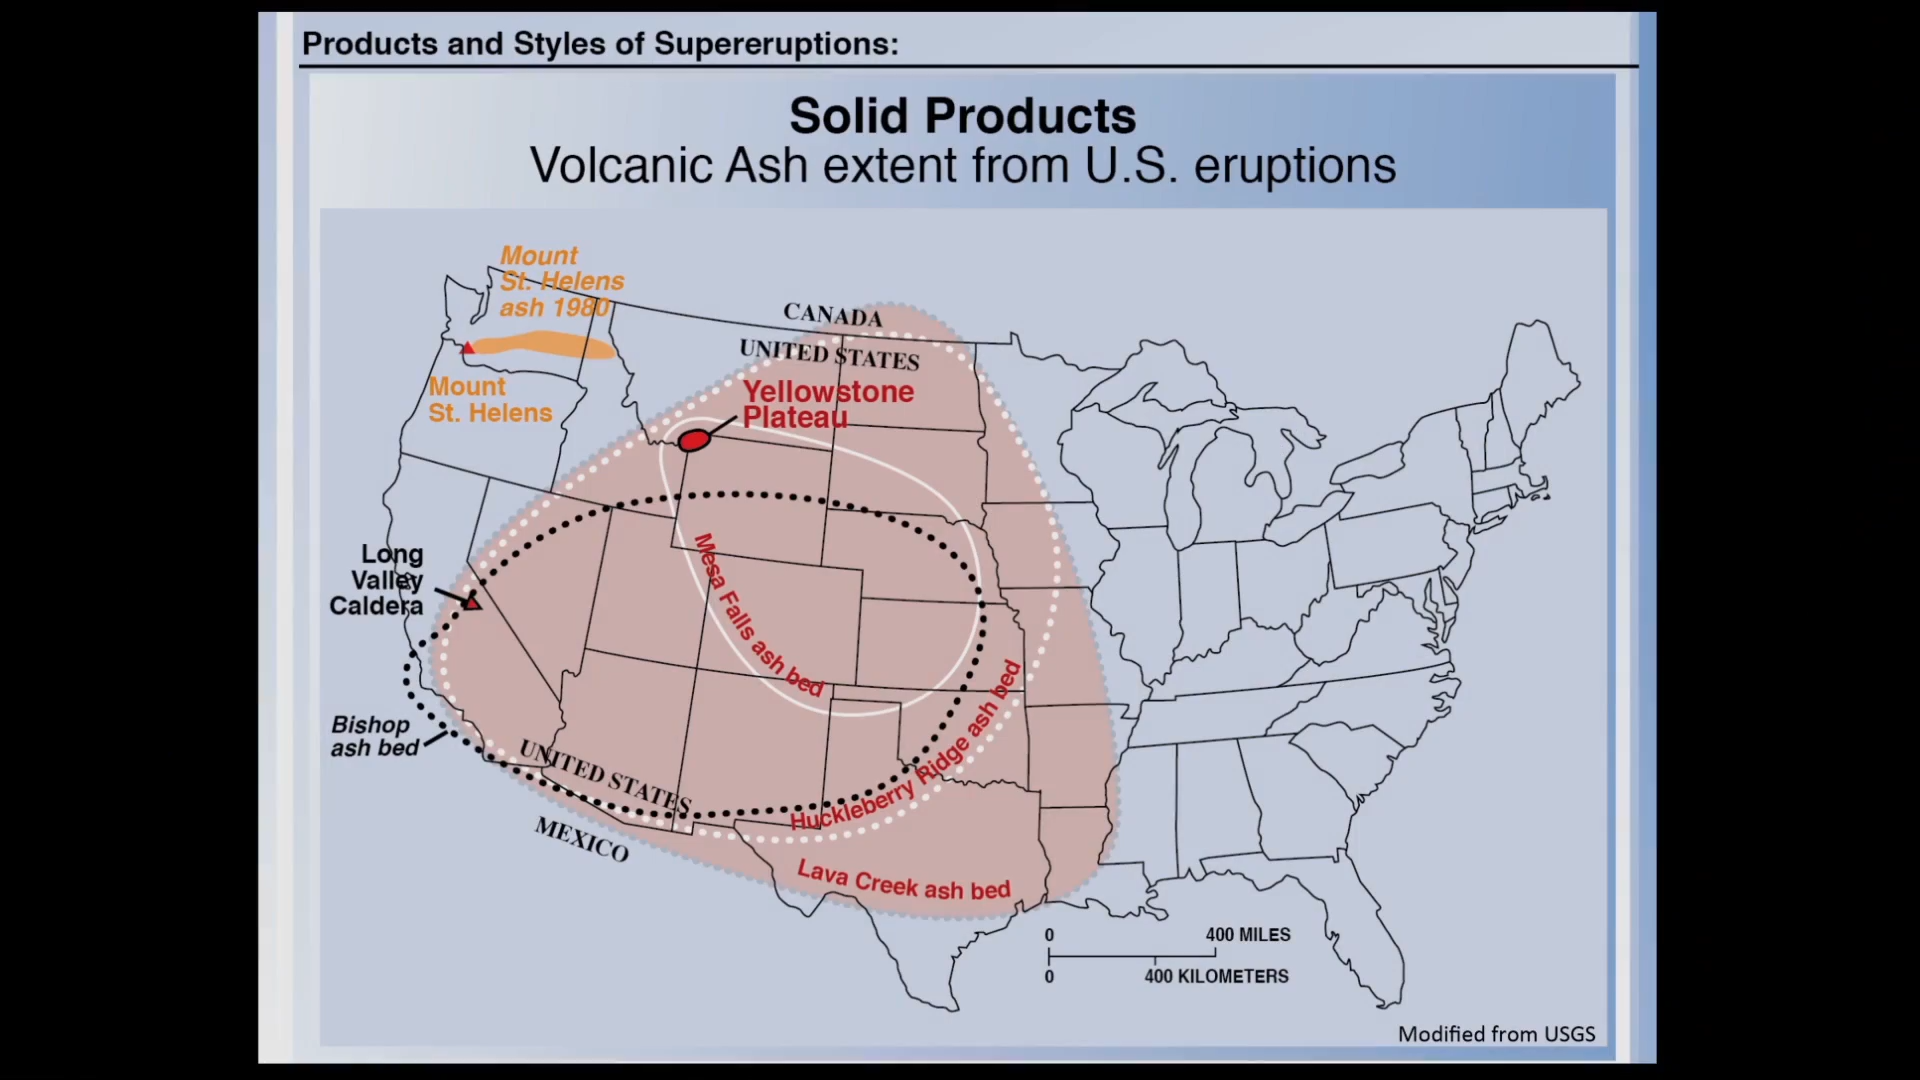 Products and Styles of Supereruptions:
Solid Products
Volcanic Ash extent from U.S. eruptions
Mount
St. Helens
ash 1980
CANADA
UNITED STATES
Mount
St. Helens
Yellowstone
Plateau
Long
Valley
Caldera
Mesa Falls ash bed
Bishop
ash bed
UNITED STATES
MEXICO
Huckleberry Ridge ash bed
Lava Creek ash bed
0
400 MILES
0
400 KILOMETERS
Modified from USGS